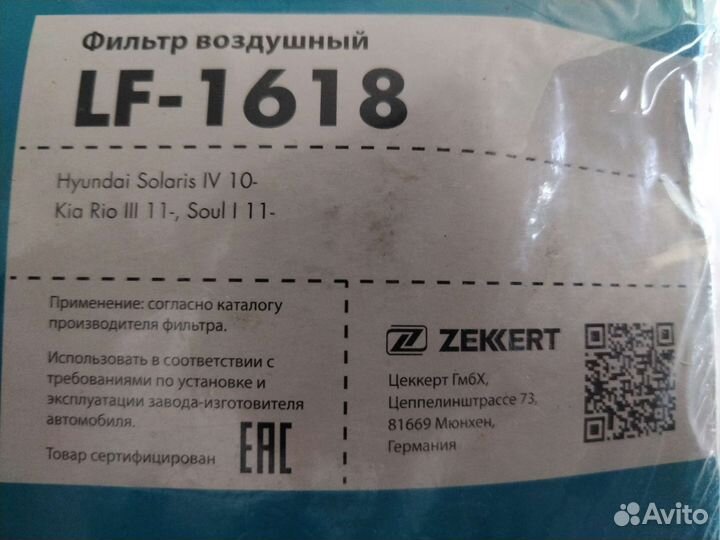 Фильтр воздушный
LF-1618
Hyundai Solaris IV 10-
Kia Rio III 11-, Soul I 11-
Применение: согласно каталогу
производителя фильтра.
Использовать в соответствии с
требованиями по установке и
эксплуатации завода-изготовителя
автомобиля.
Товар сертифицирован
EAC
ZEKKERT
Цеккерт ГмбХ,
Цеппелинштрассе 73,
81669 Мюнхен,
Германия
Avito